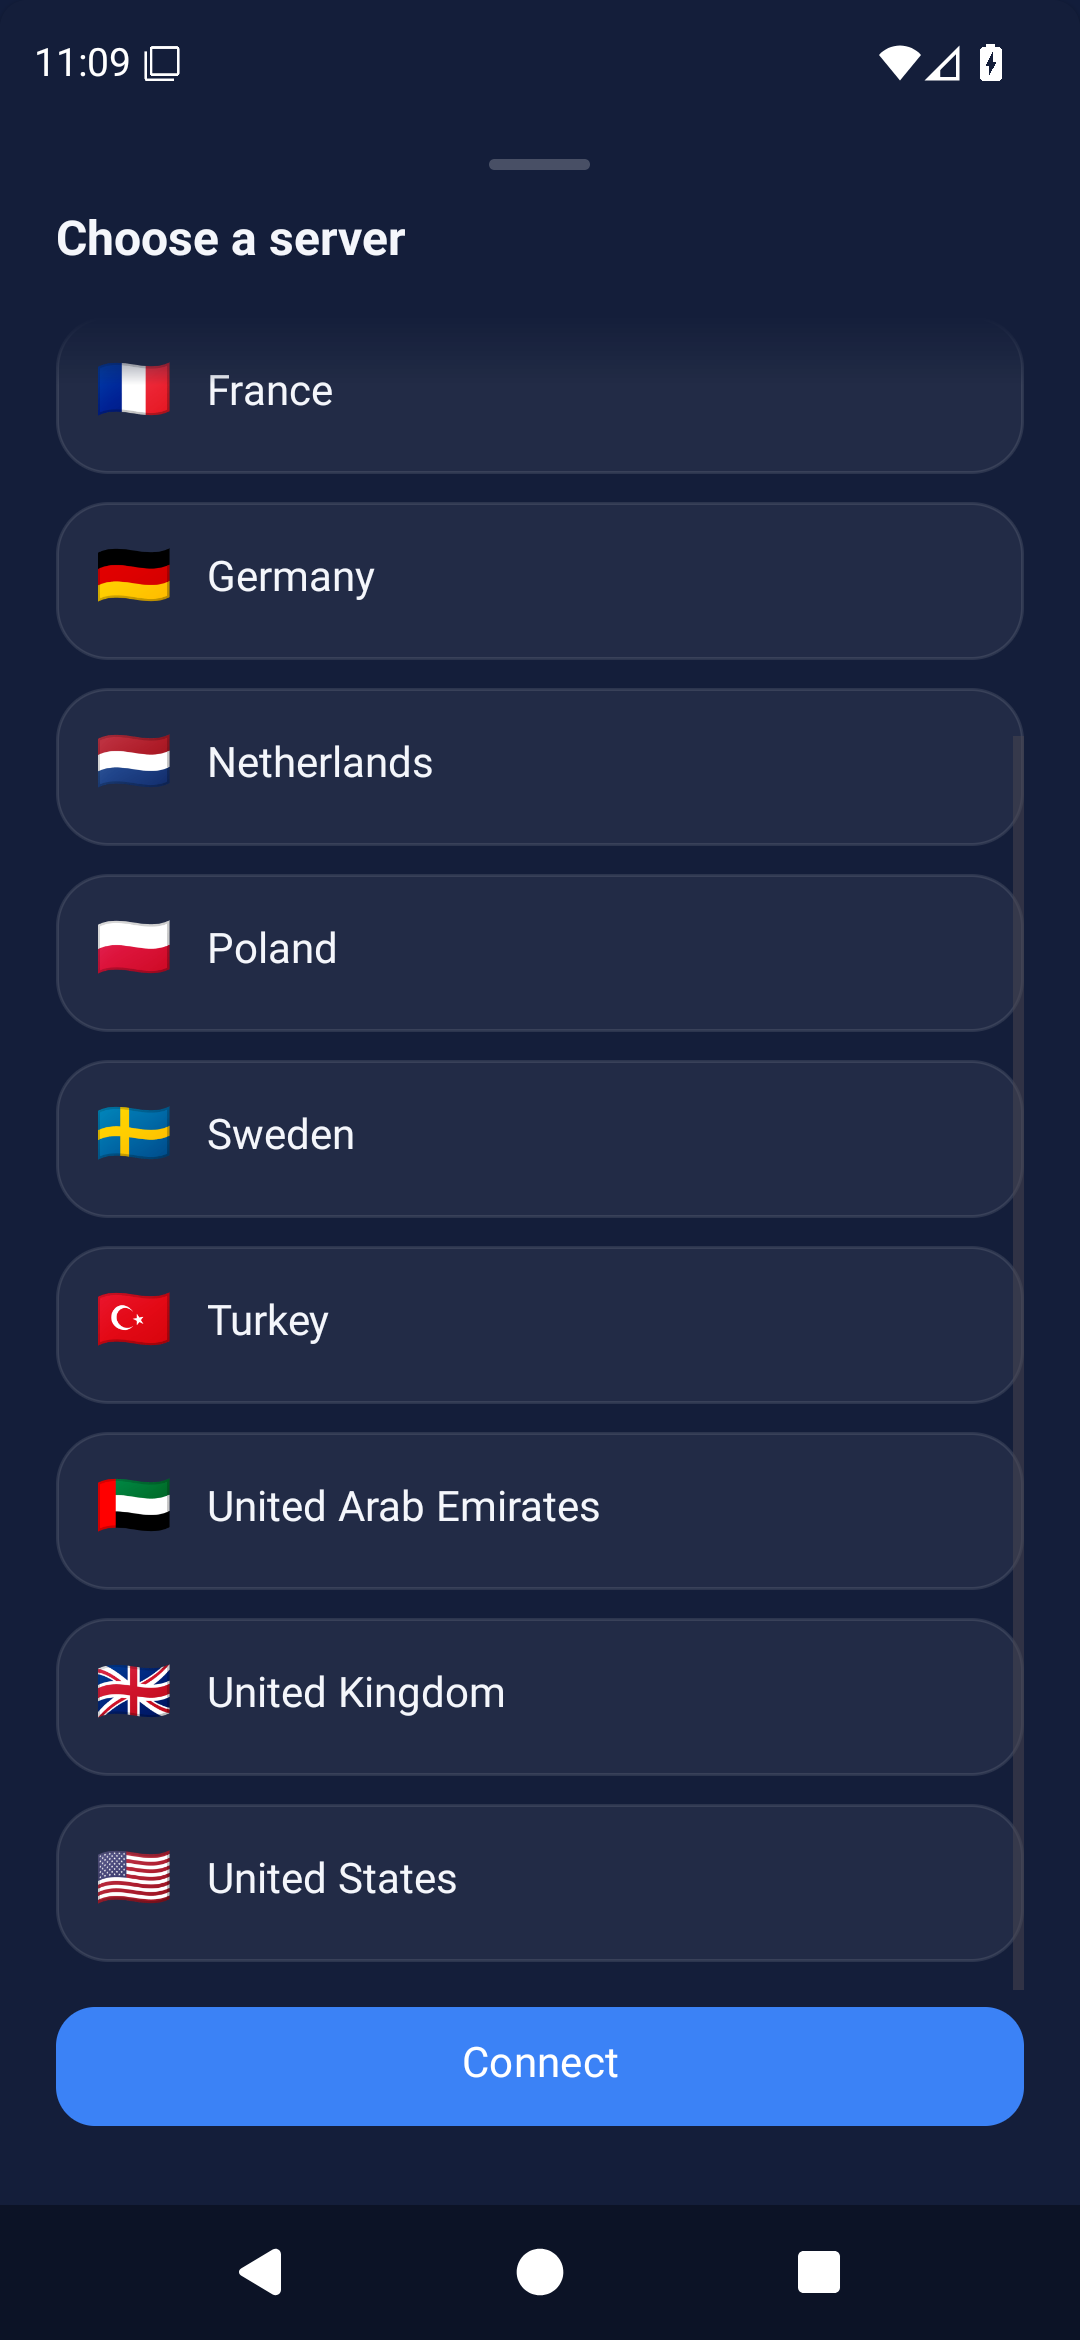 11:09
Choose a server
France
Germany
Netherlands
Poland
Sweden
Turkey
United Arab Emirates
United Kingdom
United States
Connect